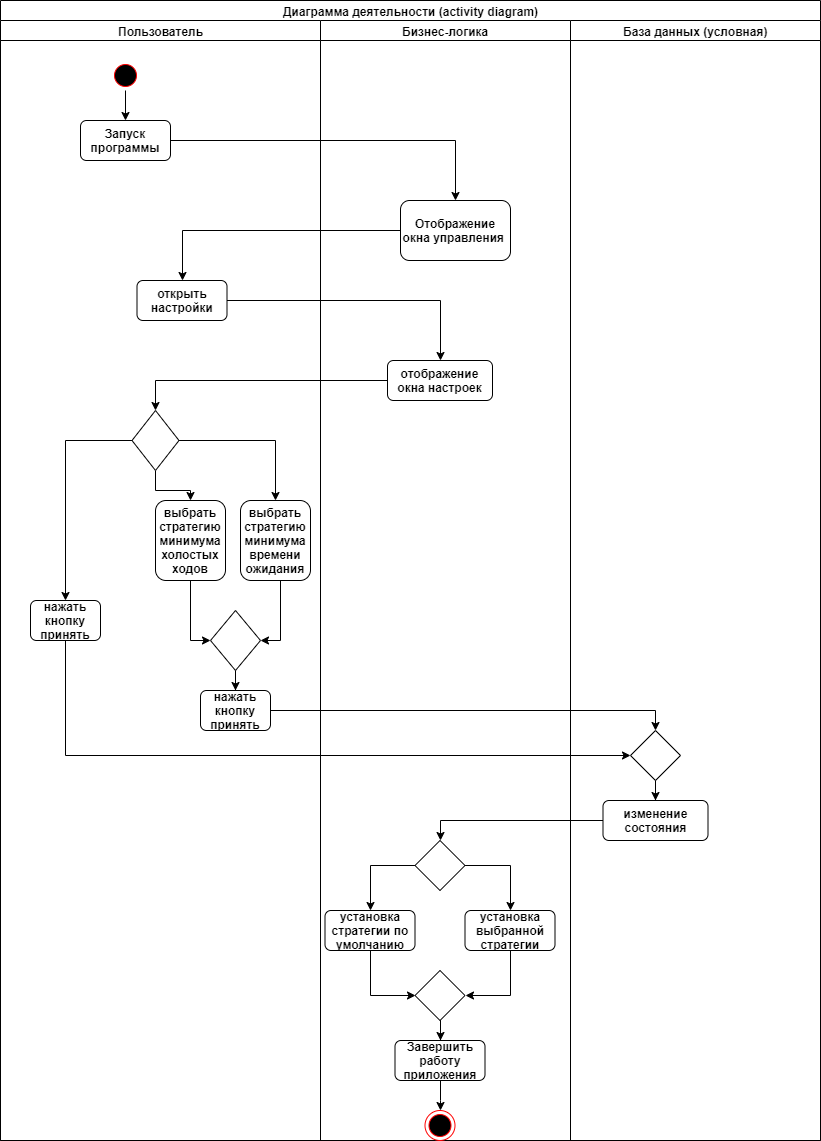 Диаграмма деятельности (activity diagram)
Пользователь
Бизнес-логика
База данных (условная)
Запуск
программы
Отображение
окна управления
открыть
настройки
отображение
окна настроек
выбрать
стратегию
минимума
холостых
ходов
выбрать
стратегию
минимума
времени
ожидания
нажать
кнопку
принять
нажать
кнопку
принять
изменение
состояния
установка
стратегии по
умолчанию
установка
выбранной
стратегии
Завершить
работу
приложения